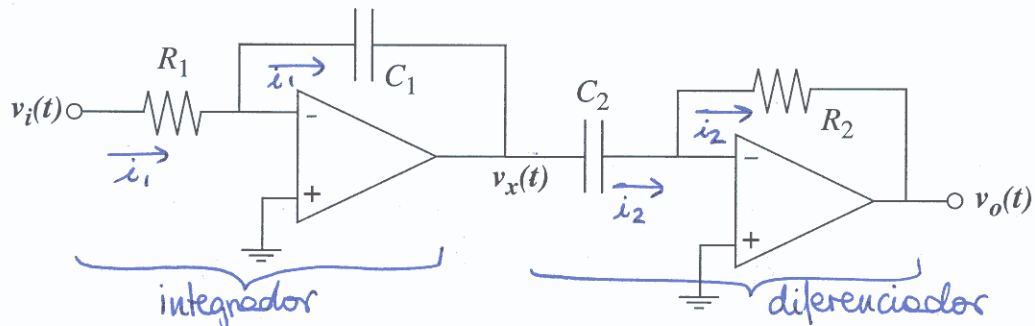 R1
i1
C1
C2
R2
vi(t)
i1
−
+
vx(t)
i2
i2
−
+
vo(t)
integrador
diferenciador